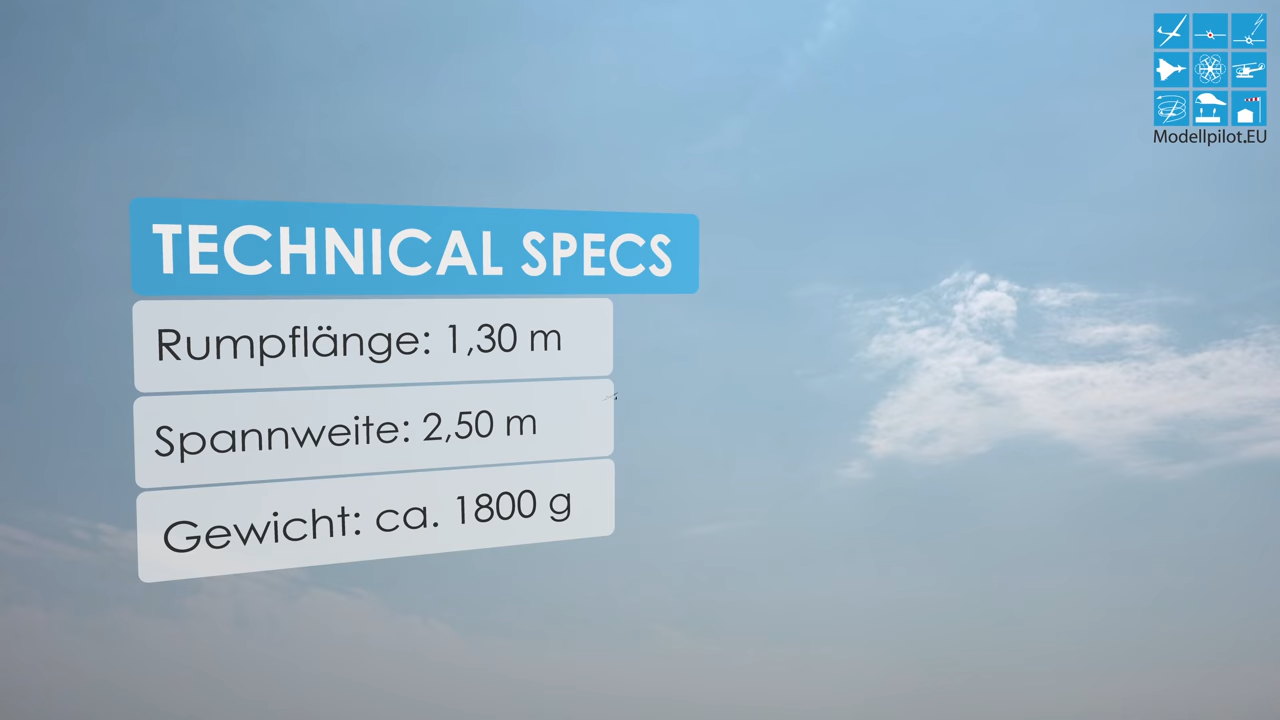 Modellpilot.EU
TECHNICAL SPECS
Rumpflänge: 1,30 m
Spannweite: 2,50 m
Gewicht: ca. 1800 g